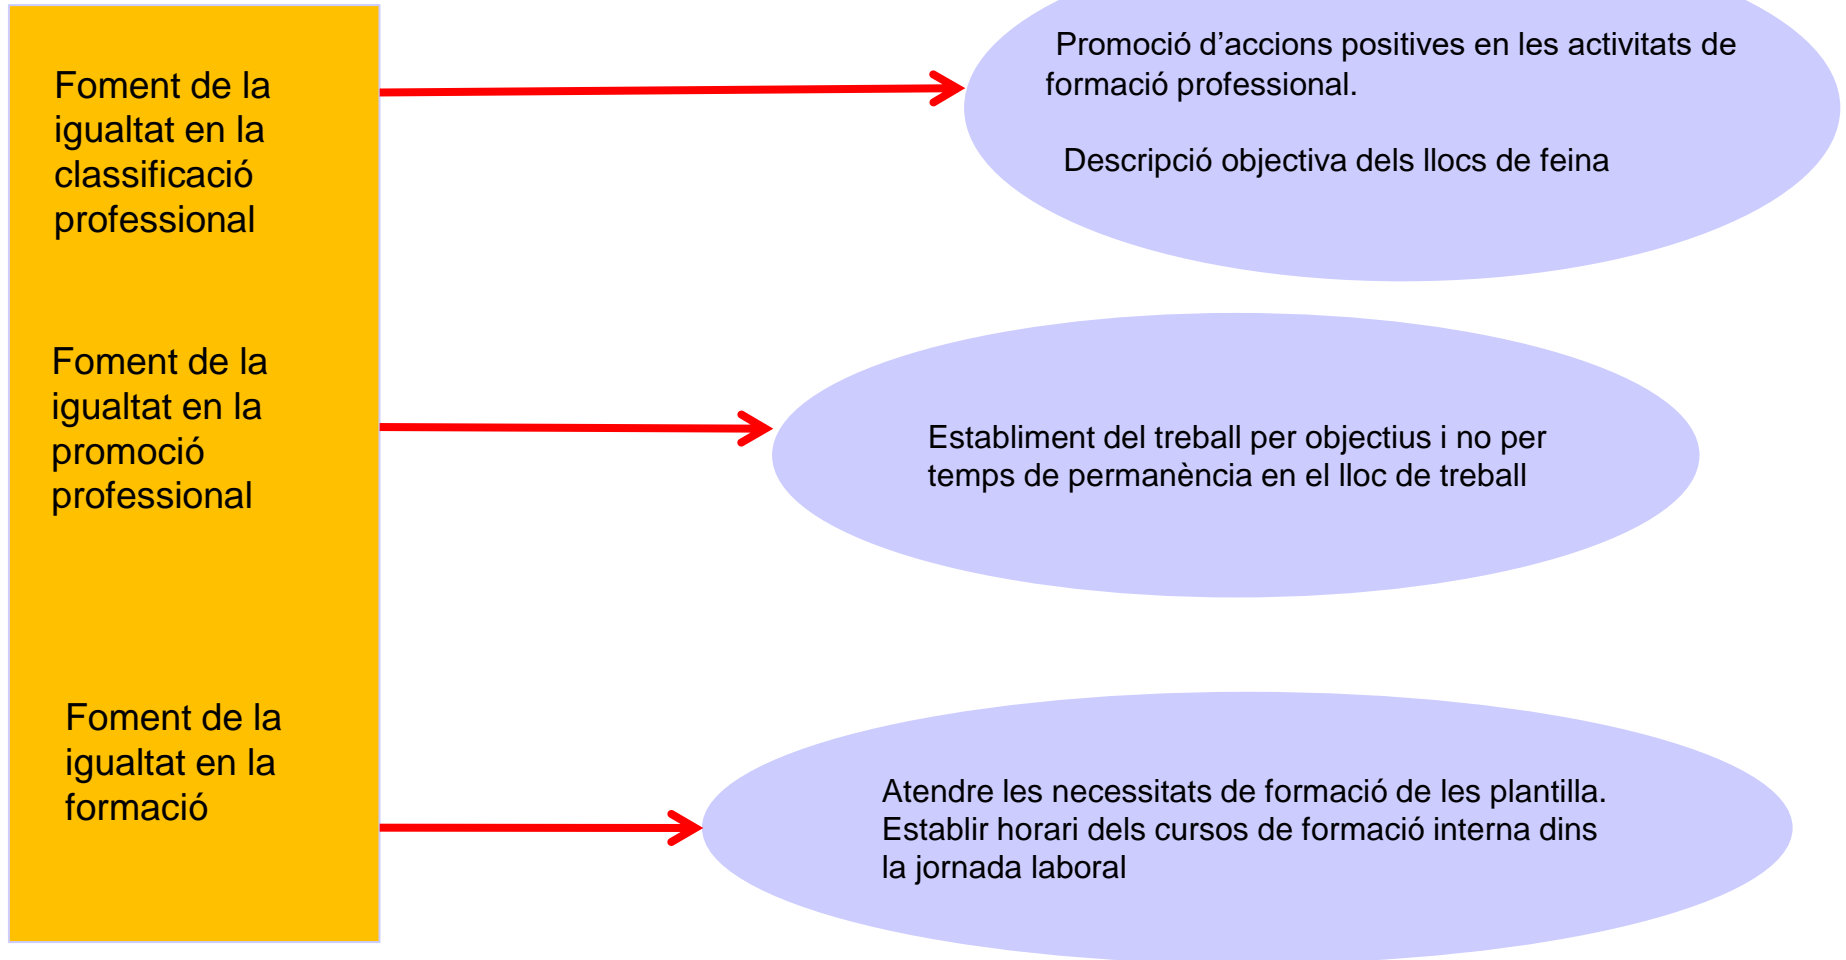 Foment de la
igualtat en la
classificació
professional
Promoció d’accions positives en les activitats de
formació professional.
Descripció objectiva dels llocs de feina
Foment de la
igualtat en la
promoció
professional
Establiment del treball per objectius i no per
temps de permanència en el lloc de treball
Foment de la
igualtat en la
formació
Atendre les necessitats de formació de les plantilla.
Establir horari dels cursos de formació interna dins
la jornada laboral